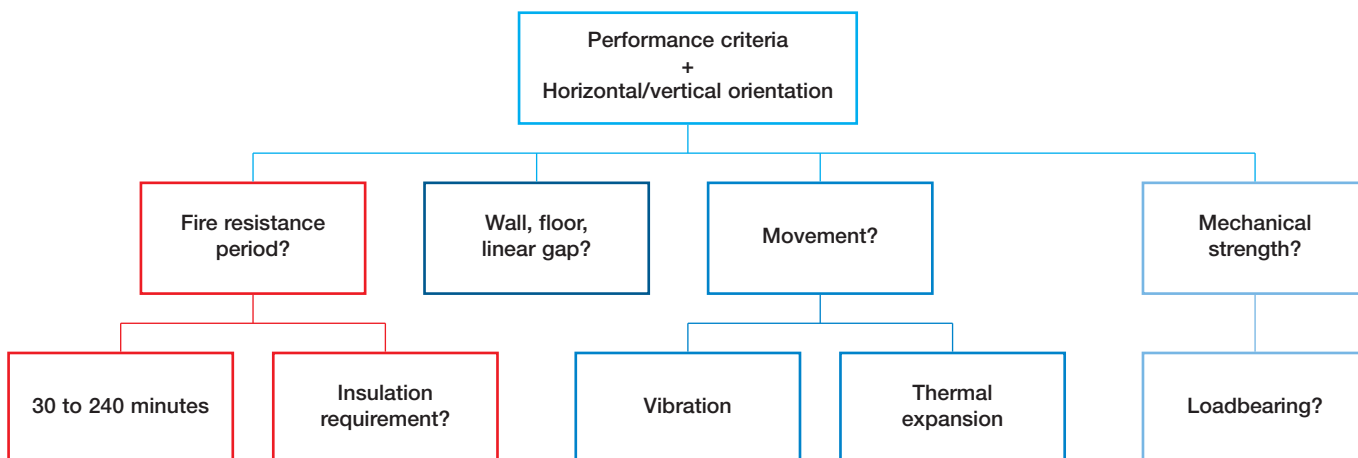 Performance criteria
+
Horizontal/vertical orientation
Fire resistance
period?
Wall, floor,
linear gap?
Movement?
Mechanical
strength?
30 to 240 minutes
Insulation
requirement?
Vibration
Thermal
expansion
Loadbearing?